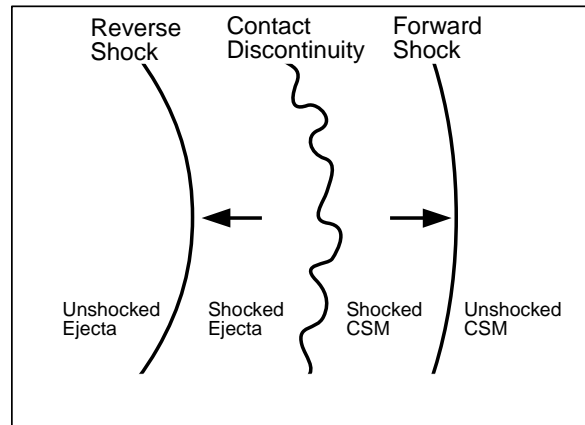 Reverse
Shock
Contact
Discontinuity
Forward
Shock
Unshocked
Ejecta
Shocked
Ejecta
Shocked
CSM
Unshocked
CSM